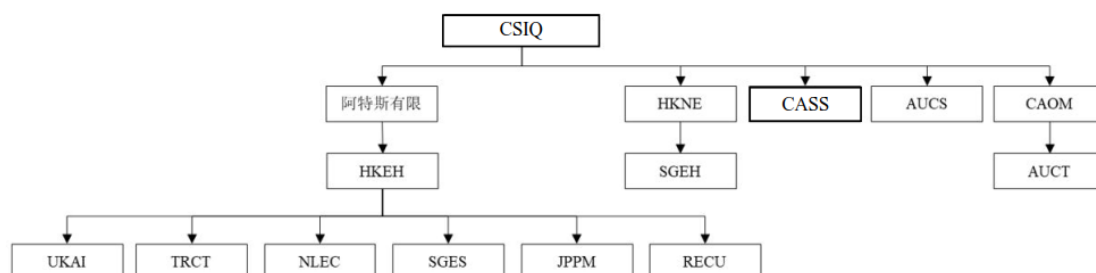 CSIQ
阿特斯有限
HKNE
CASS
AUCS
CAOM
HKEH
SGEH
AUCT
UKAI
TRCT
NLEC
SGES
JPPM
RECU